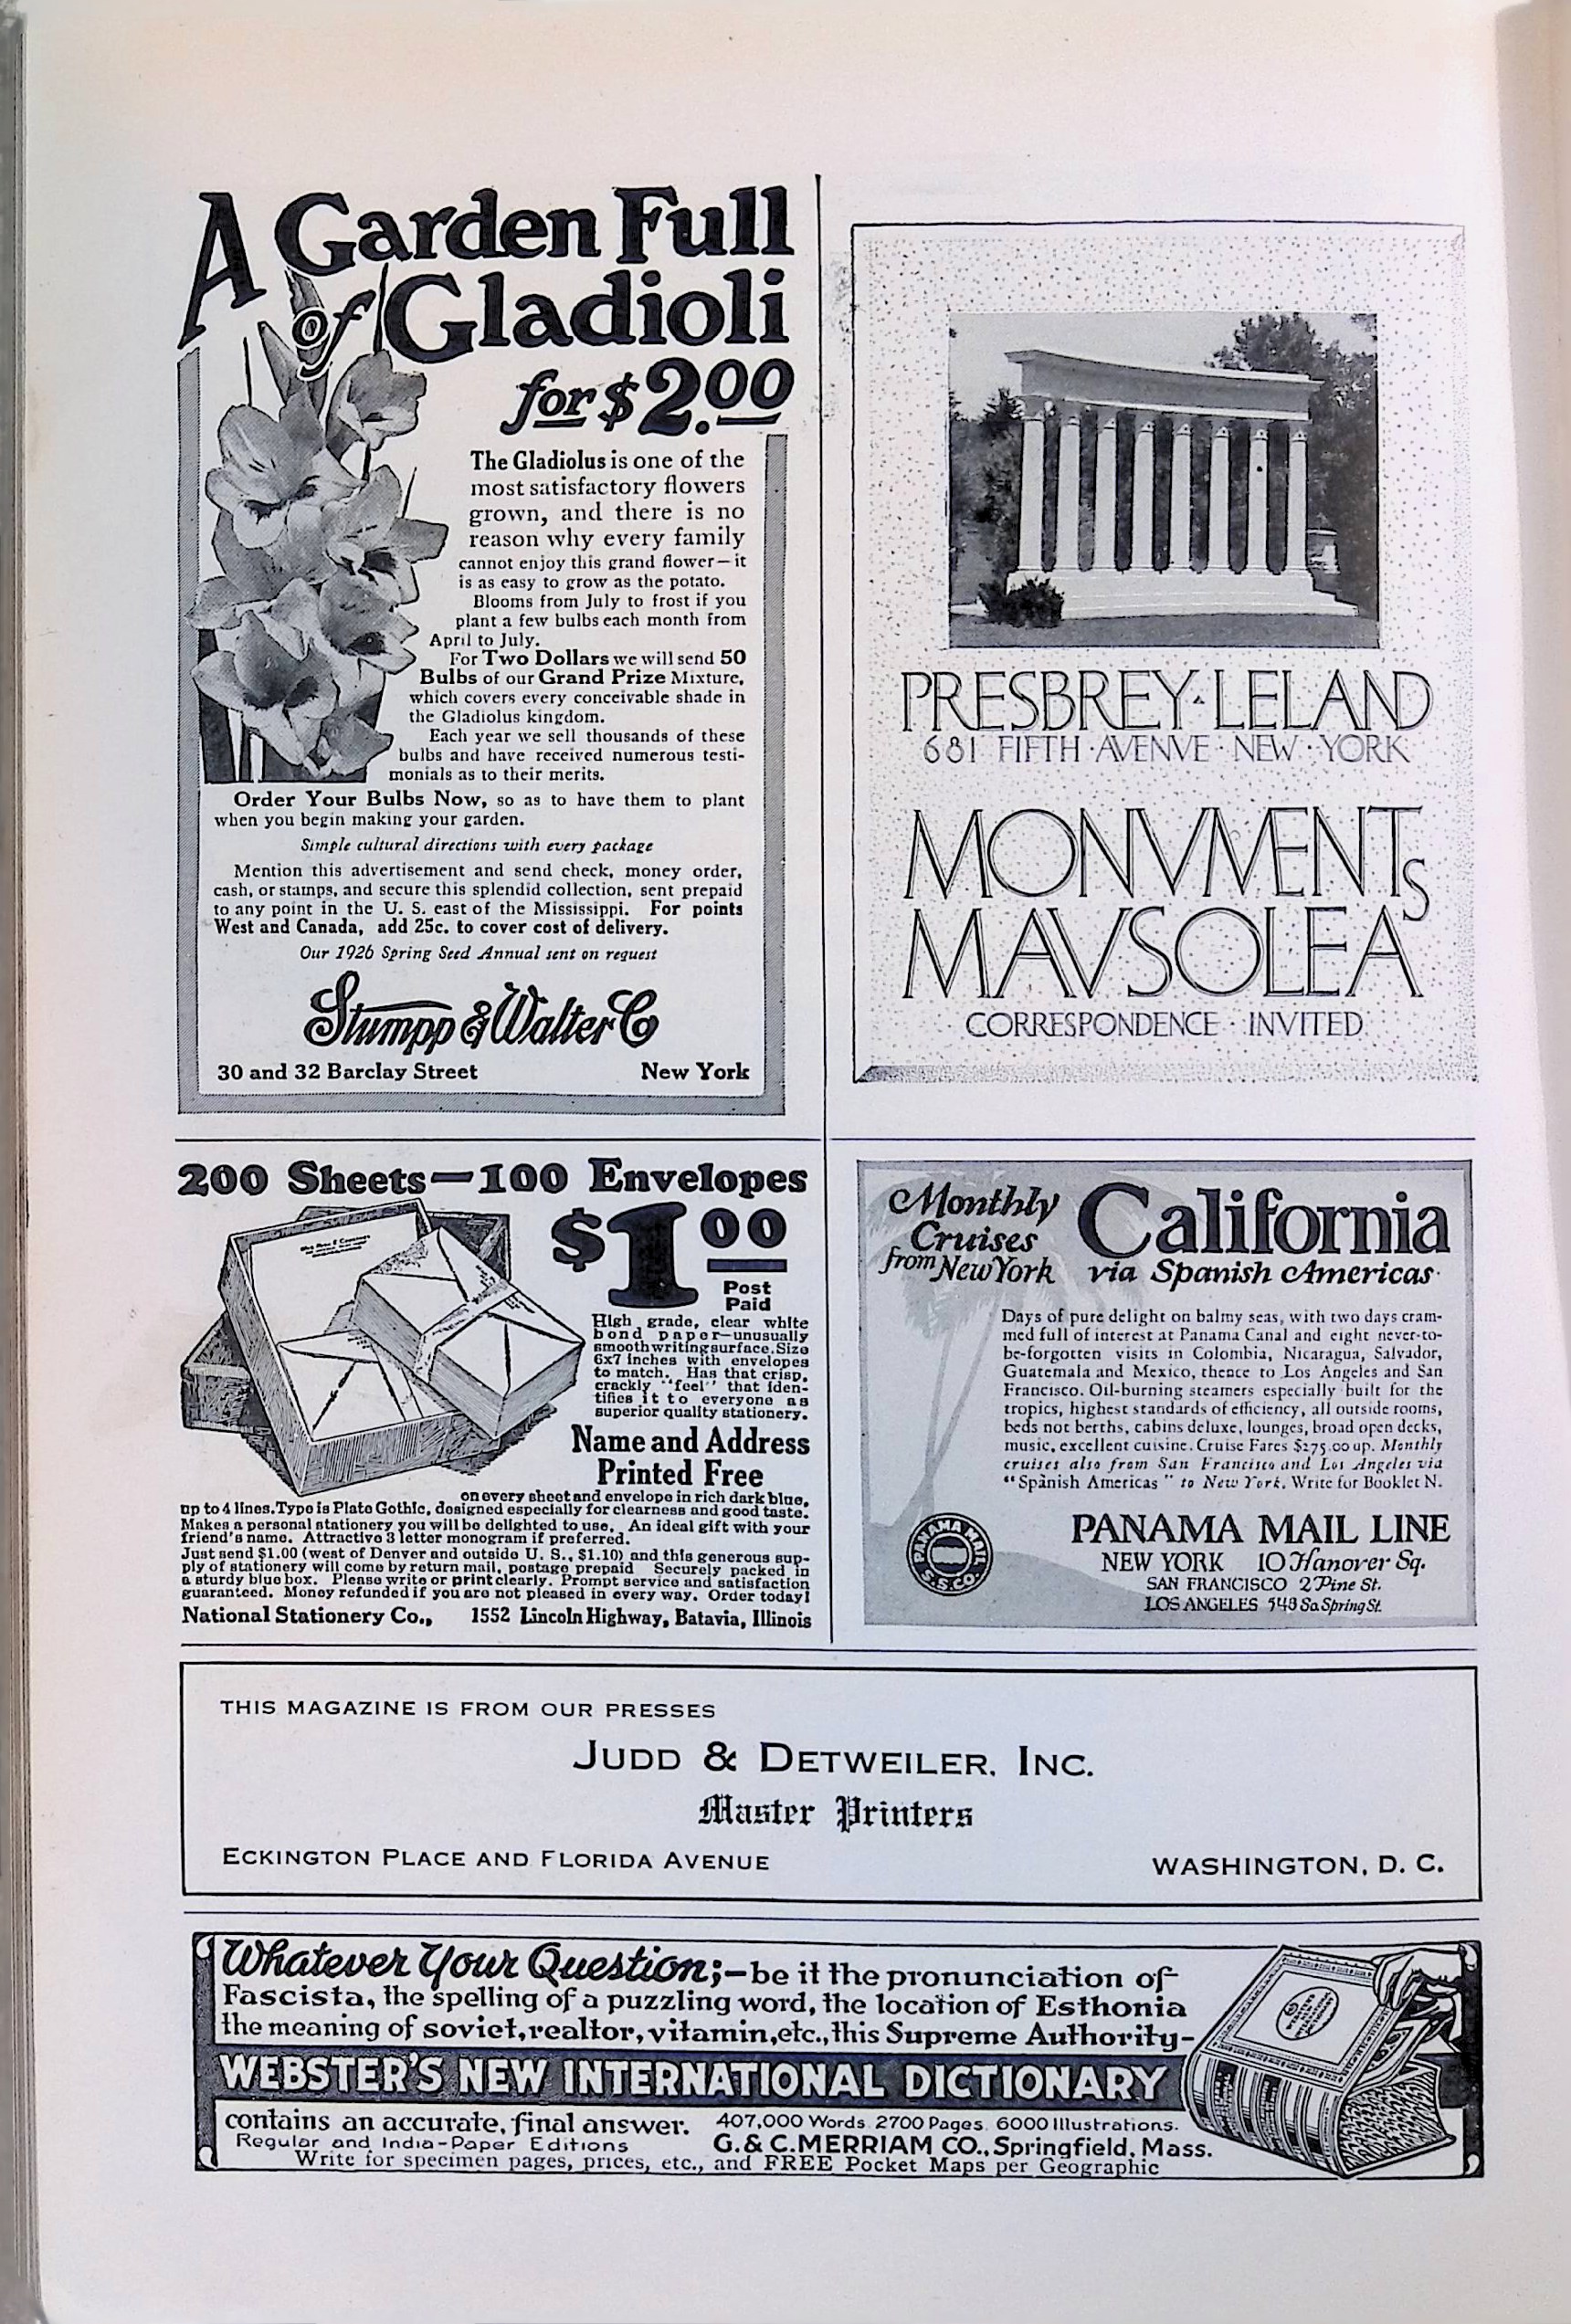 A Garden Full
of Gladioli
for $2.00
The Gladiolus is one of the
most satisfactory flowers
grown, and there is no
reason why every family
cannot enjoy this grand flower—it
is as easy to grow as the potato.
Blooms from July to frost if you
plant a few bulbs each month from
April to July.
For Two Dollars we will send 50
Bulbs of our Grand Prize Mixture,
which covers every conceivable shade in
the Gladiolus kingdom.
Each year we sell thousands of these
bulbs and have received numerous testi-
monials as to their merits.
Order Your Bulbs Now, so as to have them to plant
when you begin making your garden.
Simple cultural directions with every package
Mention this advertisement and send check, money order,
cash, or stamps, and secure this splendid collection, sent prepaid
to any point in the U. S. east of the Mississippi. For points
West and Canada, add 25c. to cover cost of delivery.
Our 1926 Spring Seed Annual sent on request
Stumpp & Walter Co
30 and 32 Barclay Street New York
PRESBREY·LELAND
681 FIFTH·AVENVE·NEW·YORK
MONVMENTS
MAVSOLEA
CORRESPONDENCE·INVITED
200 Sheets—100 Envelopes
$1 00
Post
Paid
High grade, clear white
bond paper—unusually
smooth writing surface. Size
6x7 inches with envelopes
to match. Has that crisp,
crackly "feel" that iden-
tifies it to everyone as
superior quality stationery.
Name and Address
Printed Free
on every sheet and envelope in rich dark blue,
up to 4 lines. Type is Plate Gothic, designed especially for clearness and good taste.
Makes a personal stationery you will be delighted to use. An ideal gift with your
friend's name. Attractive 3 letter monogram if preferred.
Just send $1.00 (west of Denver and outside U. S., $1.10) and this generous sup-
ply of stationery will come by return mail, postage prepaid Securely packed in
a sturdy blue box. Please write or print clearly. Prompt service and satisfaction
guaranteed. Money refunded if you are not pleased in every way. Order today!
National Stationery Co., 1552 Lincoln Highway, Batavia, Illinois
Monthly
Cruises
from New York
California
via Spanish Americas
Days of pure delight on balmy seas, with two days cram-
med full of interest at Panama Canal and eight never-to-
be-forgotten visits in Colombia, Nicaragua, Salvador,
Guatemala and Mexico, thence to Los Angeles and San
Francisco. Oil-burning steamers especially built for the
tropics, highest standards of efficiency, all outside rooms,
beds not berths, cabins deluxe, lounges, broad open decks,
music, excellent cuisine. Cruise Fares $275.00 up. Monthly
cruises also from San Francisco and Los Angeles via
"Spanish Americas" to New York. Write for Booklet N.
PANAMA MAIL
S.S.CO.
PANAMA MAIL LINE
NEW YORK 10 Hanover Sq.
SAN FRANCISCO 2 Pine St.
LOS ANGELES 548 So. Spring St.
THIS MAGAZINE IS FROM OUR PRESSES
JUDD & DETWEILER, INC.
Master Printers
ECKINGTON PLACE AND FLORIDA AVENUE WASHINGTON, D. C.
Whatever Your Question;—be it the pronunciation of
Fascista, the spelling of a puzzling word, the location of Esthonia
the meaning of soviet, realtor, vitamin, etc., this Supreme Authority—
WEBSTER'S NEW INTERNATIONAL DICTIONARY
contains an accurate, final answer. 407,000 Words. 2700 Pages. 6000 Illustrations.
Regular and India-Paper Editions G. & C. MERRIAM CO., Springfield, Mass.
Write for specimen pages, prices, etc., and FREE Pocket Maps per Geographic